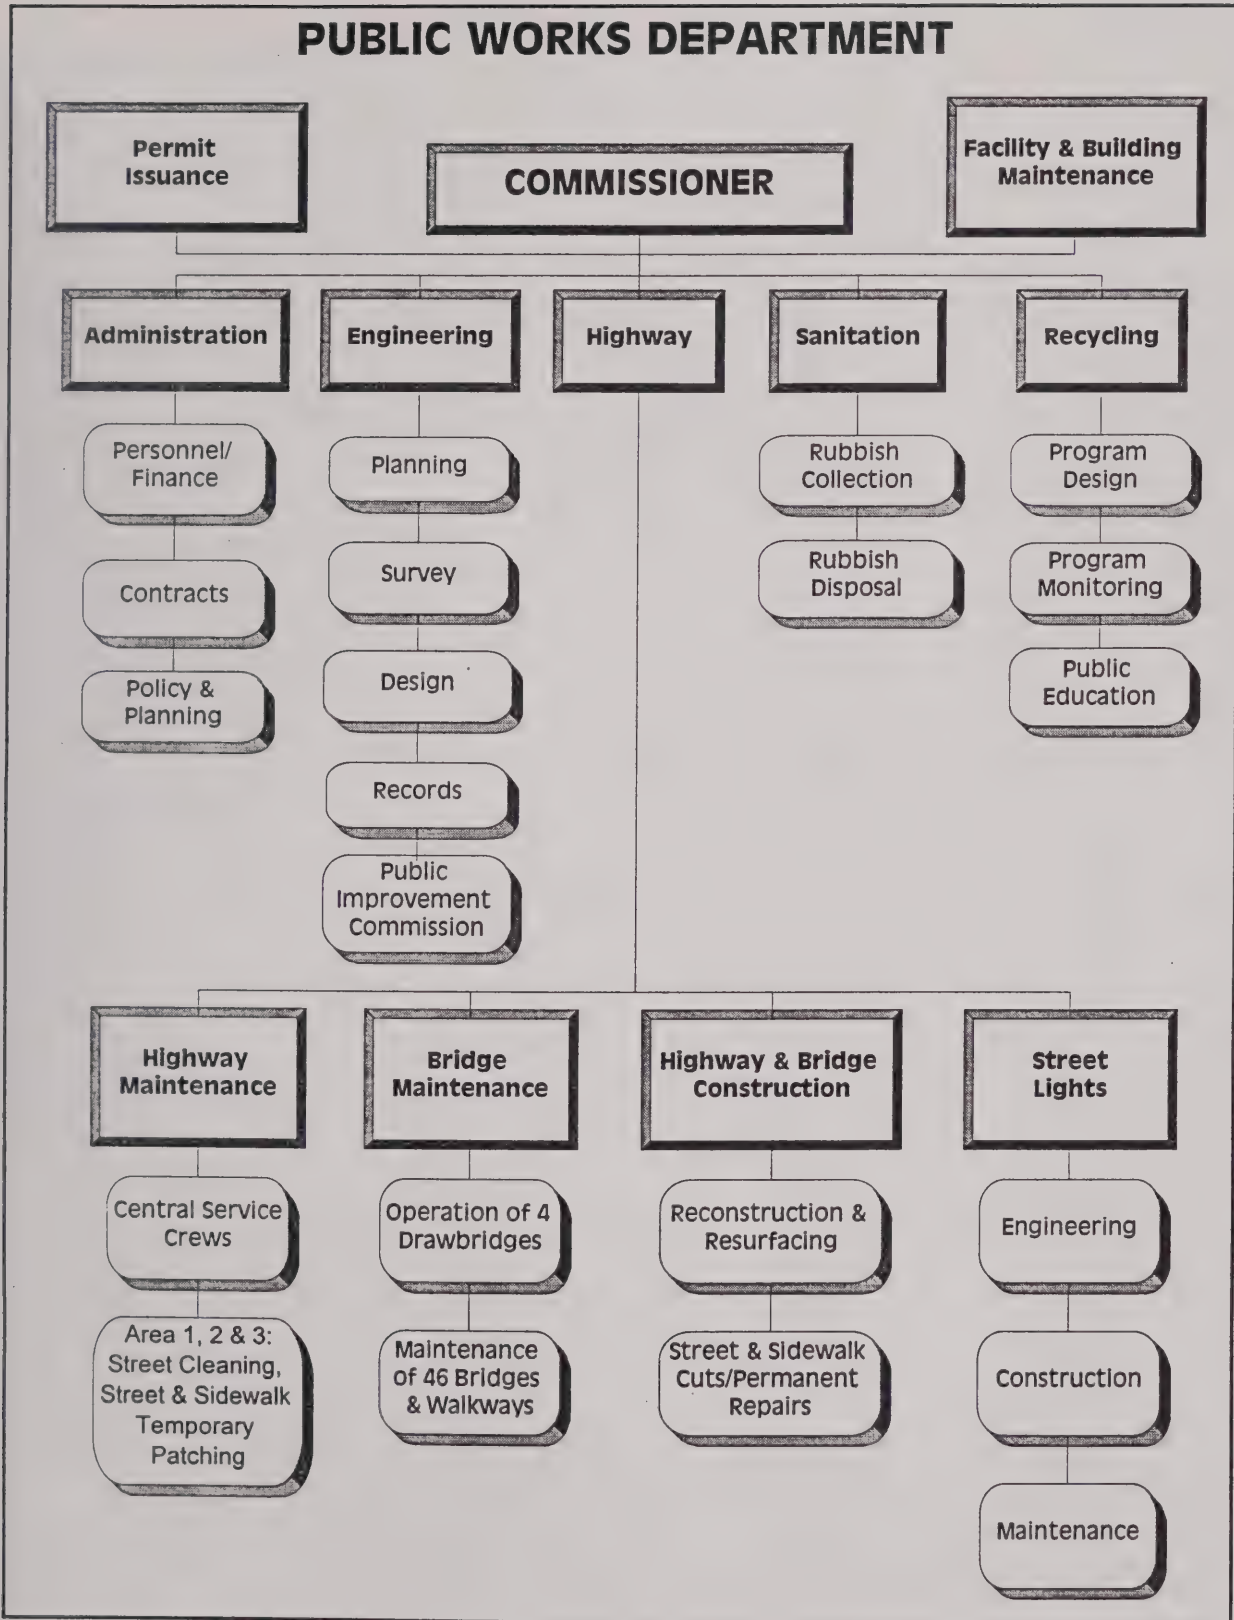 PUBLIC WORKS DEPARTMENT
Permit
Issuance
COMMISSIONER
Facility & Building
Maintenance
Administration
Engineering
Highway
Sanitation
Recycling
Personnel/
Finance
Contracts
Policy &
Planning
Planning
Survey
Design
Records
Public
Improvement
Commission
Rubbish
Collection
Rubbish
Disposal
Program
Design
Program
Monitoring
Public
Education
Highway
Maintenance
Bridge
Maintenance
Highway & Bridge
Construction
Street
Lights
Central Service
Crews
Area 1, 2 & 3:
Street Cleaning,
Street & Sidewalk
Temporary
Patching
Operation of 4
Drawbridges
Maintenance
of 46 Bridges
& Walkways
Reconstruction &
Resurfacing
Street & Sidewalk
Cuts/Permanent
Repairs
Engineering
Construction
Maintenance